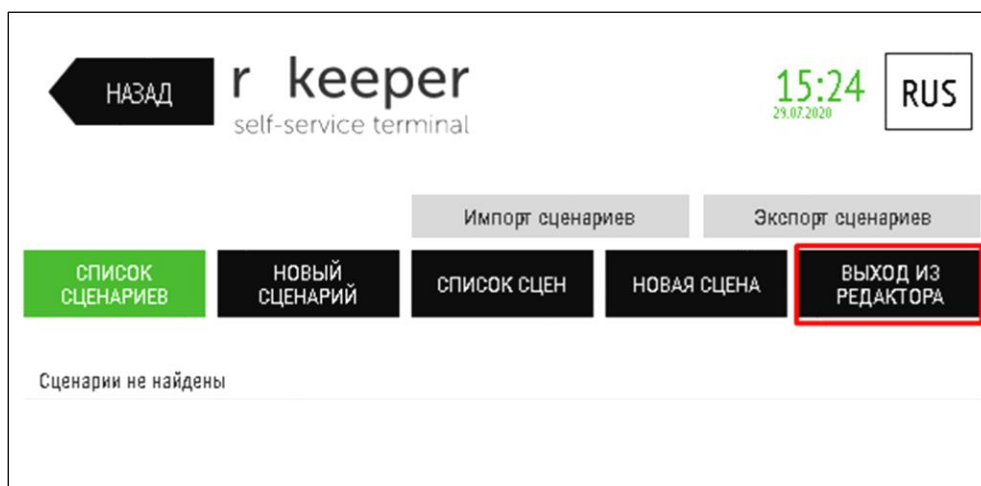 НАЗАД
r keeper
self-service terminal
15:24
29.07.2020
RUS
Импорт сценариев
Экспорт сценариев
СПИСОК
СЦЕНАРИЕВ
НОВЫЙ
СЦЕНАРИЙ
СПИСОК СЦЕН
НОВАЯ СЦЕНА
ВЫХОД ИЗ
РЕДАКТОРА
Сценарии не найдены